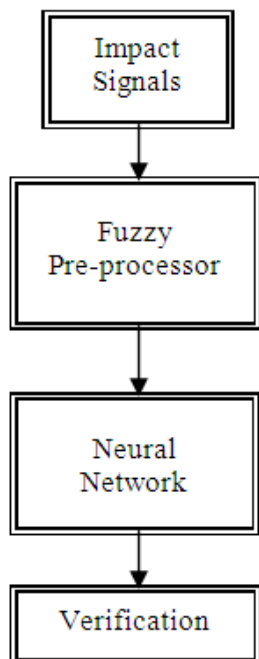 Impact
Signals
Fuzzy
Pre-processor
Neural
Network
Verification